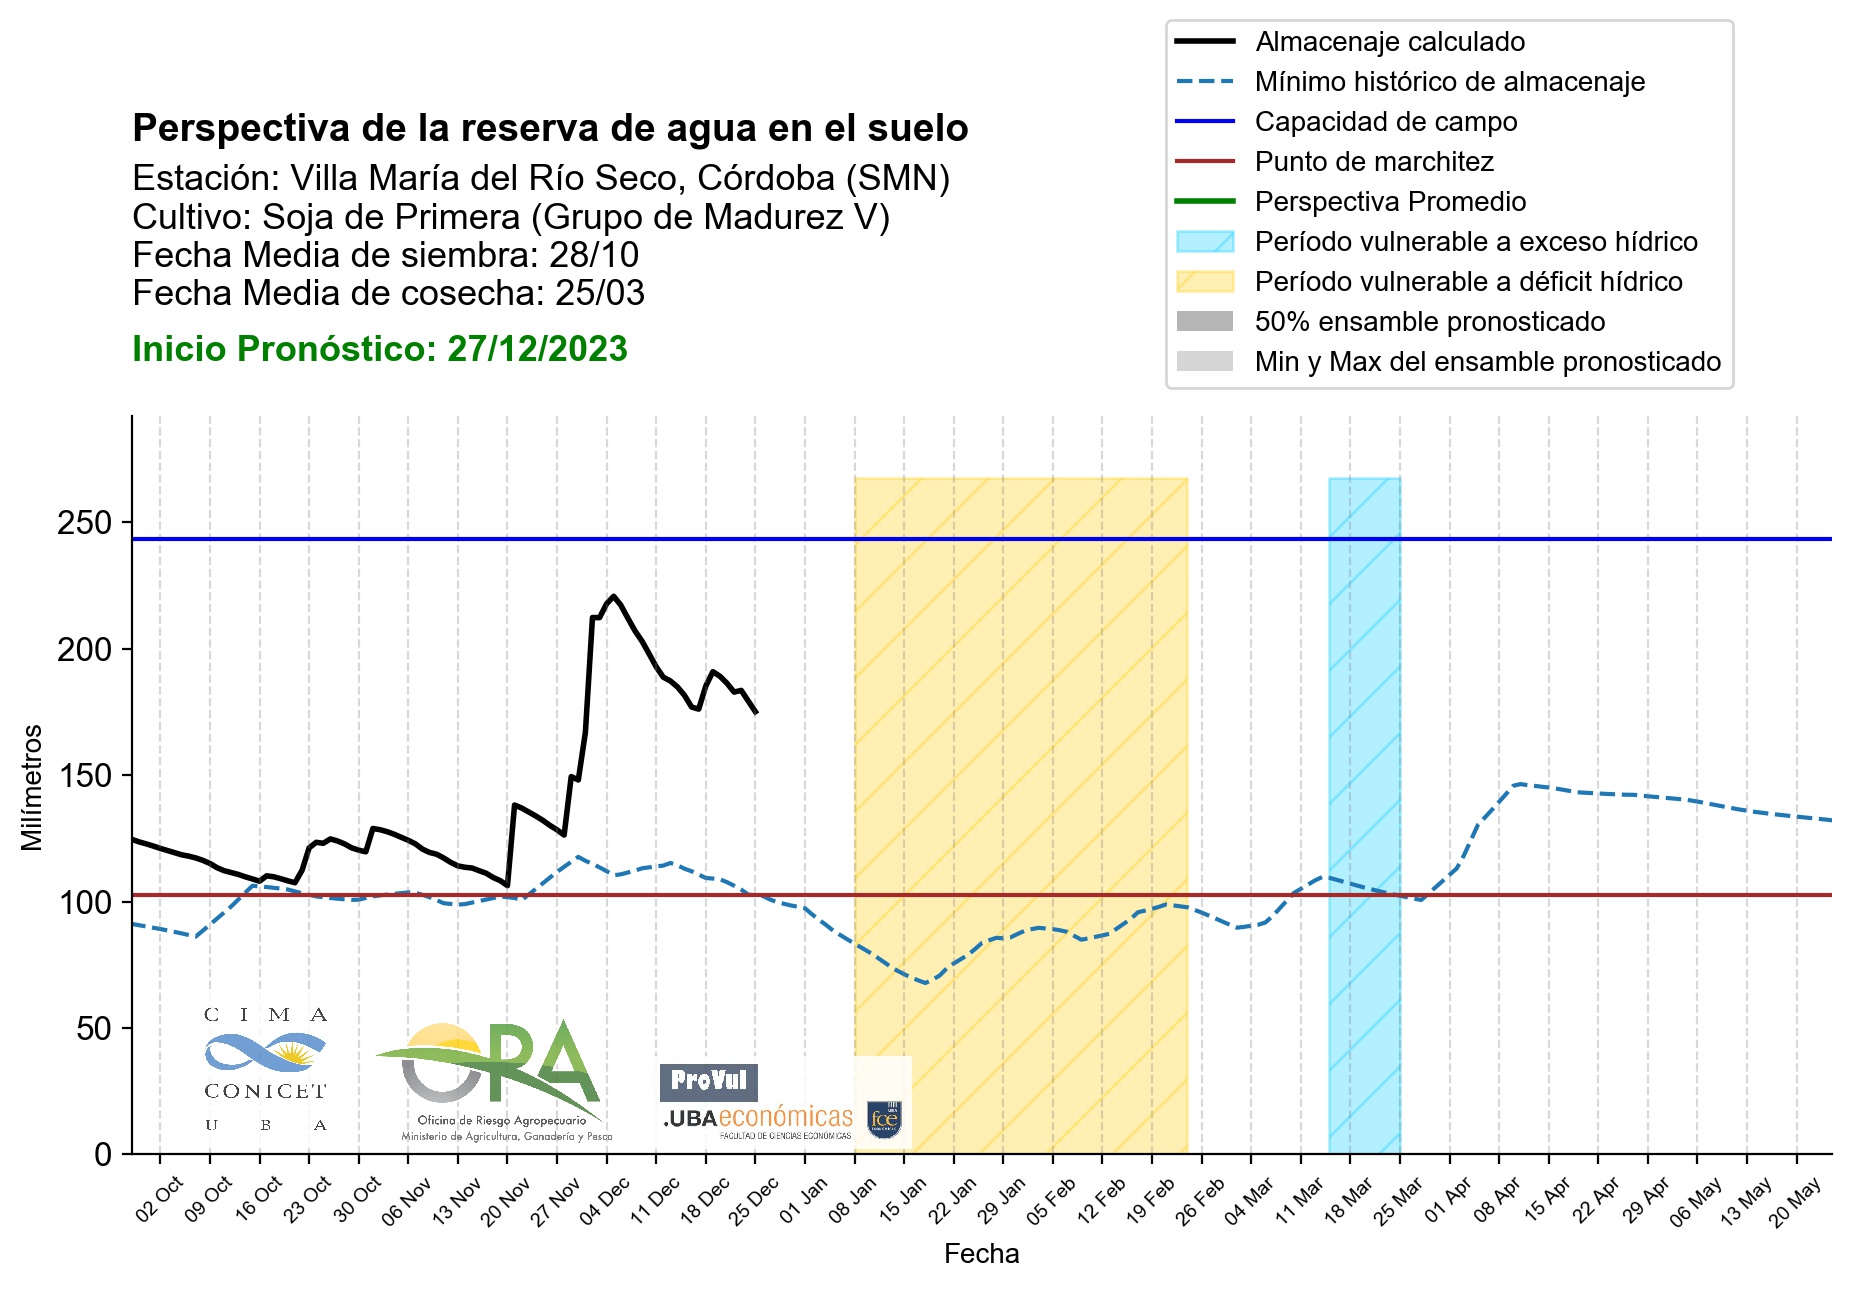 Almacenaje calculado
Mínimo histórico de almacenaje
Capacidad de campo
Punto de marchitez
Perspectiva Promedio
Período vulnerable a exceso hídrico
Período vulnerable a déficit hídrico
50% ensamble pronosticado
Min y Max del ensamble pronosticado
Perspectiva de la reserva de agua en el suelo
Estación: Villa María del Río Seco, Córdoba (SMN)
Cultivo: Soja de Primera (Grupo de Madurez V)
Fecha Media de siembra: 28/10
Fecha Media de cosecha: 25/03
Inicio Pronóstico: 27/12/2023
250
200
150
100
50
0
Milímetros
CIMA
CONICET
UBA
ORA
Oficina de Riesgo Agropecuario
Ministerio de Agricultura, Ganadería y Pesca
ProVul
.UBAeconómicas
FACULTAD DE CIENCIAS ECONÓMICAS
fce
02 Oct
09 Oct
16 Oct
23 Oct
30 Oct
06 Nov
13 Nov
20 Nov
27 Nov
04 Dec
11 Dec
18 Dec
25 Dec
01 Jan
08 Jan
15 Jan
22 Jan
29 Jan
05 Feb
12 Feb
19 Feb
26 Feb
04 Mar
11 Mar
18 Mar
25 Mar
01 Apr
08 Apr
15 Apr
22 Apr
29 Apr
06 May
13 May
20 May
Fecha